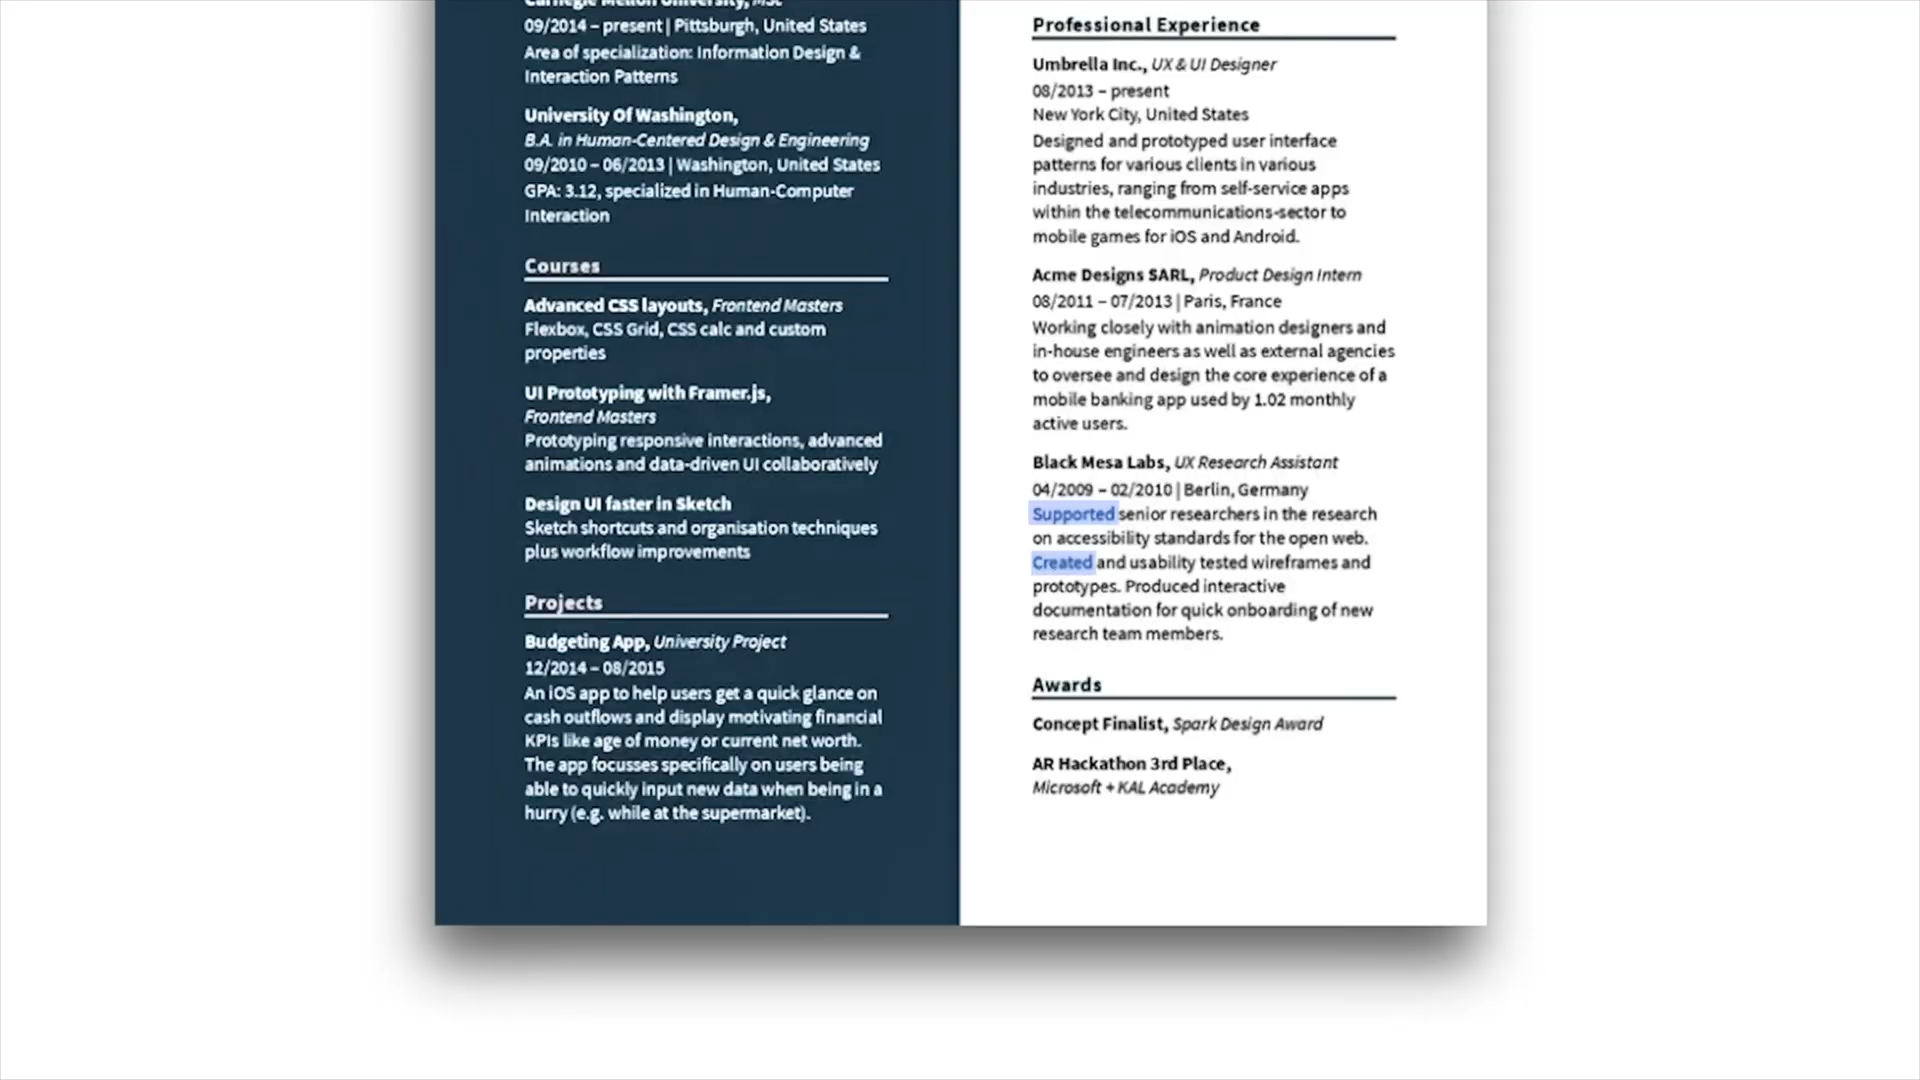 Carnegie Mellon University, MSc
09/2014 – present | Pittsburgh, United States
Area of specialization: Information Design &
Interaction Patterns
University Of Washington,
B.A. in Human-Centered Design & Engineering
09/2010 – 06/2013 | Washington, United States
GPA: 3.12, specialized in Human-Computer
Interaction
Courses
Advanced CSS layouts, Frontend Masters
Flexbox, CSS Grid, CSS calc and custom
properties
UI Prototyping with Framer.js,
Frontend Masters
Prototyping responsive interactions, advanced
animations and data-driven UI collaboratively
Design UI faster in Sketch
Sketch shortcuts and organisation techniques
plus workflow improvements
Projects
Budgeting App, University Project
12/2014 – 08/2015
An iOS app to help users get a quick glance on
cash outflows and display motivating financial
KPIs like age of money or current net worth.
The app focusses specifically on users being
able to quickly input new data when being in a
hurry (e.g. while at the supermarket).
Professional Experience
Umbrella Inc., UX & UI Designer
08/2013 – present
New York City, United States
Designed and prototyped user interface
patterns for various clients in various
industries, ranging from self-service apps
within the telecommunications-sector to
mobile games for iOS and Android.
Acme Designs SARL, Product Design Intern
08/2011 – 07/2013 | Paris, France
Working closely with animation designers and
in-house engineers as well as external agencies
to oversee and design the core experience of a
mobile banking app used by 1.02 monthly
active users.
Black Mesa Labs, UX Research Assistant
04/2009 – 02/2010 | Berlin, Germany
Supported senior researchers in the research
on accessibility standards for the open web.
Created and usability tested wireframes and
prototypes. Produced interactive
documentation for quick onboarding of new
research team members.
Awards
Concept Finalist, Spark Design Award
AR Hackathon 3rd Place,
Microsoft + KAL Academy